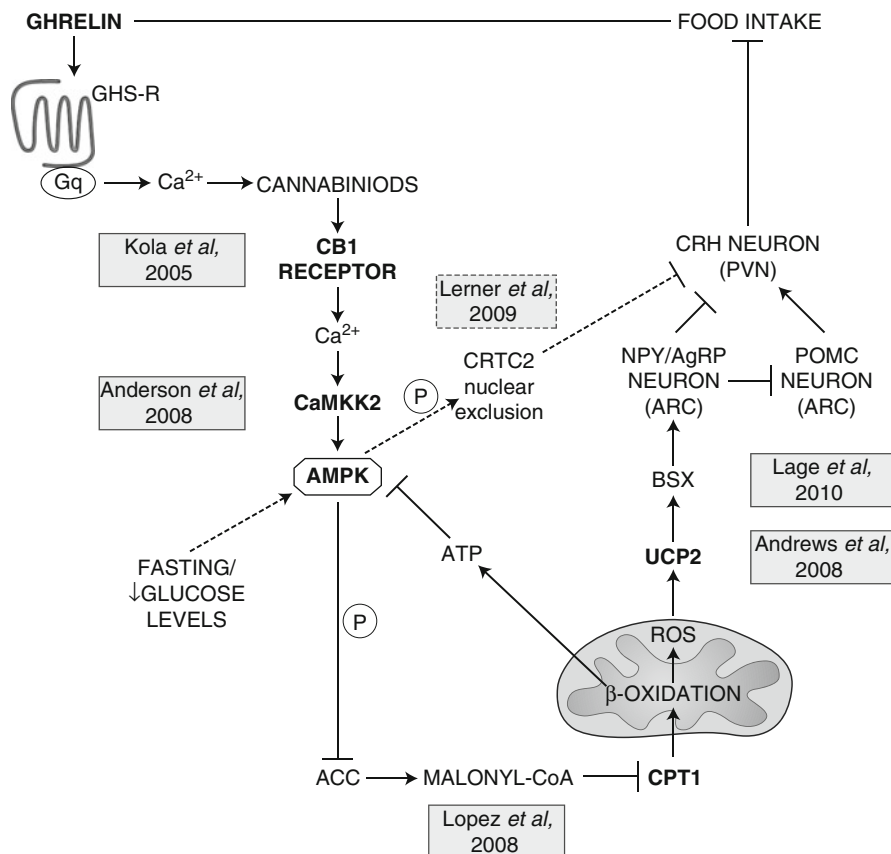 GHRELIN
FOOD INTAKE
GHS-R
Gq
Ca²⁺
CANNABINIODS
Kola et al,
2005
CB1
RECEPTOR
CRH NEURON
(PVN)
Lerner et al,
2009
Ca²⁺
CRTC2
nuclear
exclusion
NPY/AgRP
NEURON
(ARC)
POMC
NEURON
(ARC)
Anderson et al,
2008
CaMKK2
P
AMPK
BSX
Lage et al,
2010
FASTING/
↓GLUCOSE
LEVELS
ATP
UCP2
Andrews et al,
2008
P
ROS
β-OXIDATION
ACC
MALONYL-CoA
CPT1
Lopez et al,
2008